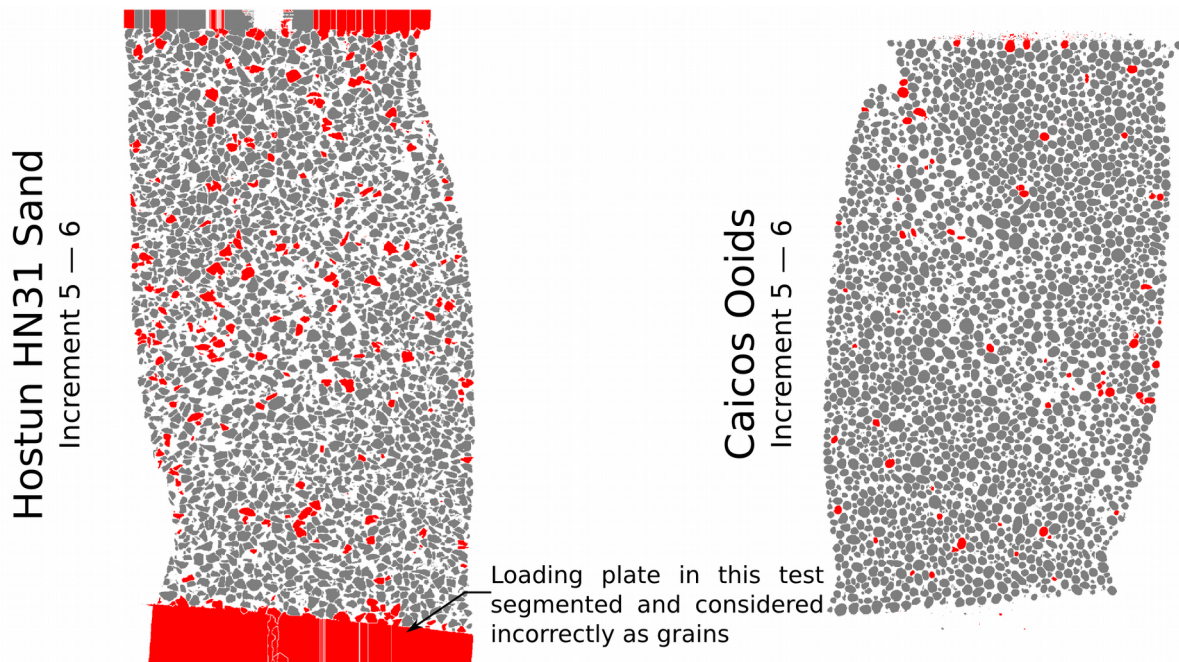 Hostun HN31 Sand
Increment 5 — 6
Caicos Ooids
Increment 5 — 6
Loading plate in this test
segmented and considered
incorrectly as grains